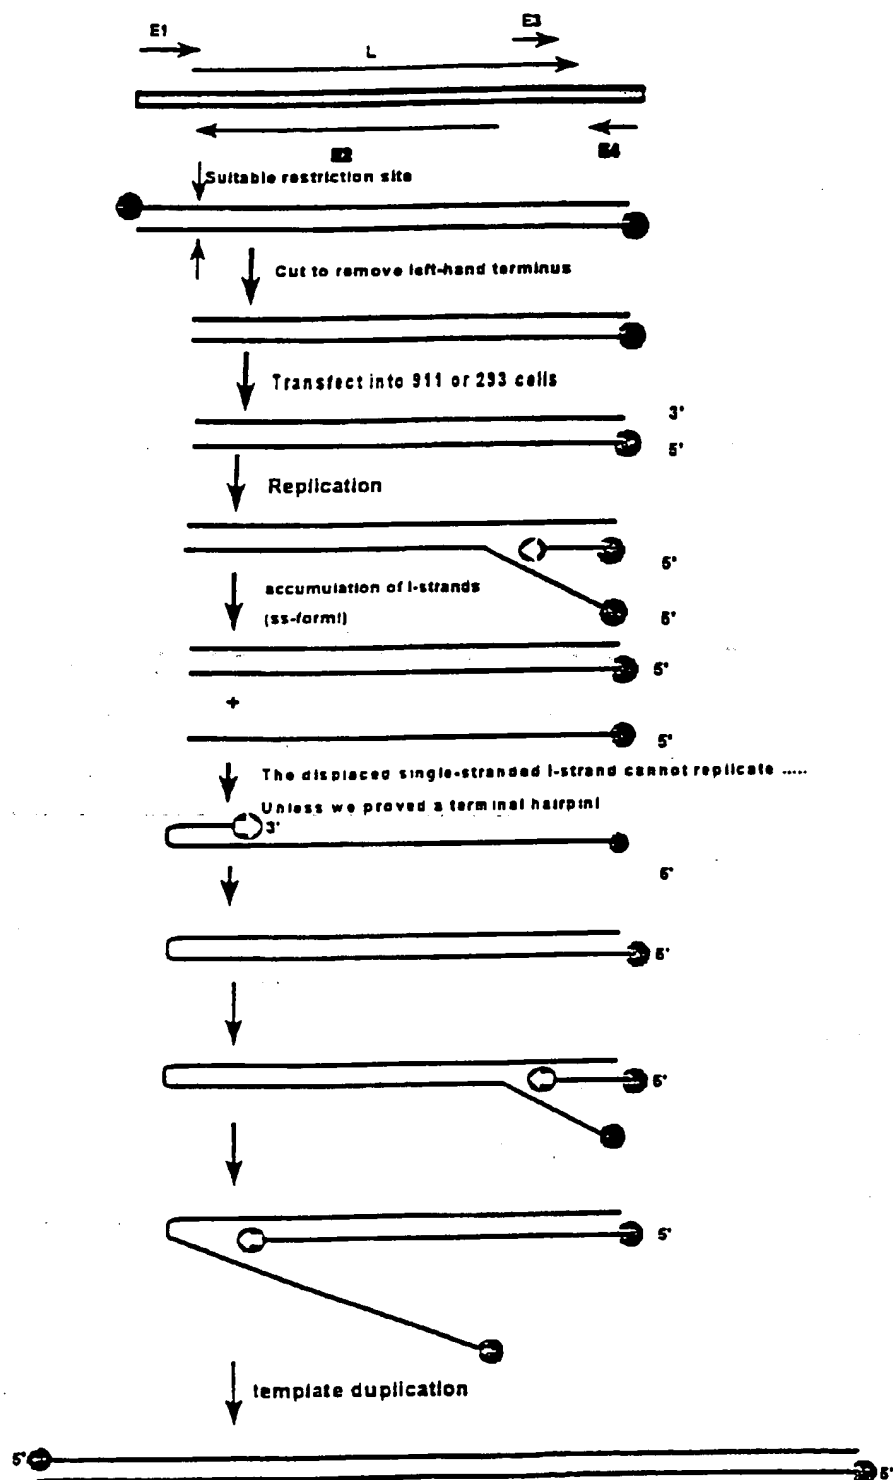 E1
E3
L
E2
E4
Suitable restriction site
Cut to remove left-hand terminus
Transfect into 911 or 293 cells
3'
5'
Replication
5'
accumulation of l-strands
(ss-form!)
5'
5'
+
5'
The displaced single-stranded l-strand cannot replicate .....
Unless we proved a terminal hairpin!
3'
5'
5'
5'
5'
template duplication
5'
5'